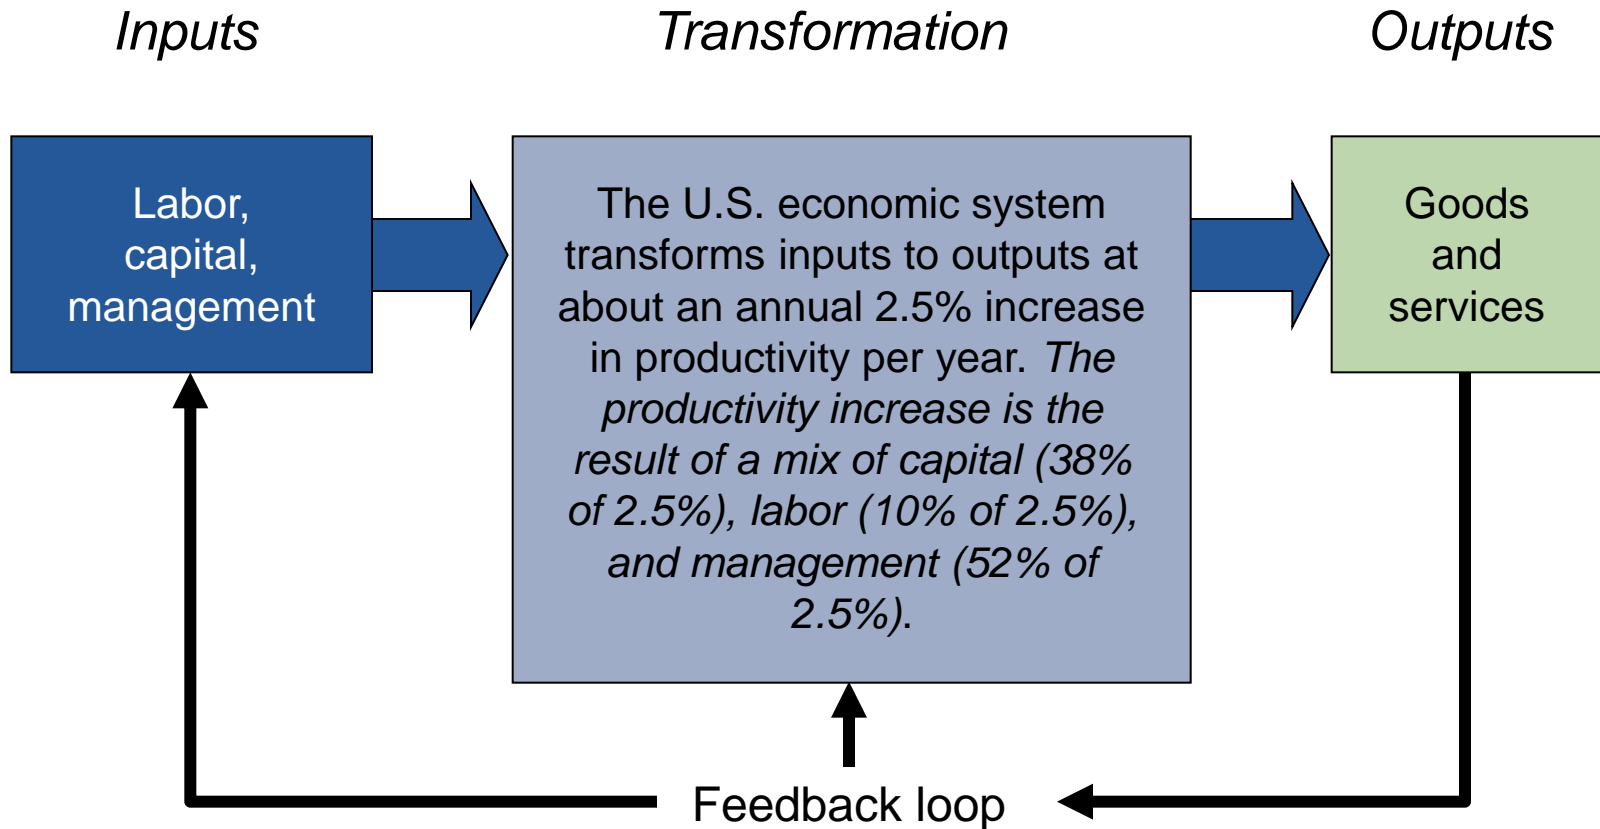 Inputs
Transformation
Outputs
Labor,
capital,
management
The U.S. economic system
transforms inputs to outputs at
about an annual 2.5% increase
in productivity per year. The
productivity increase is the
result of a mix of capital (38%
of 2.5%), labor (10% of 2.5%),
and management (52% of
2.5%).
Goods
and
services
Feedback loop